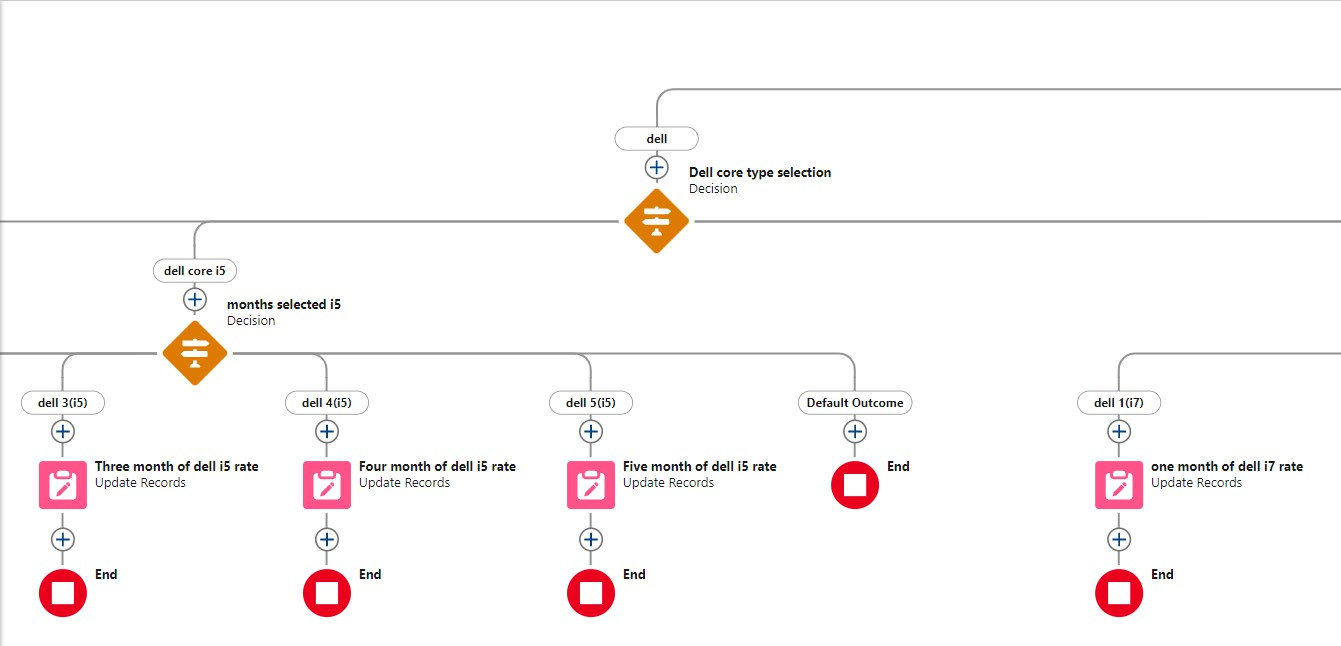 dell
Dell core type selection
Decision
dell core i5
months selected i5
Decision
dell 3(i5)
dell 4(i5)
dell 5(i5)
Default Outcome
dell 1(i7)
Three month of dell i5 rate
Update Records
Four month of dell i5 rate
Update Records
Five month of dell i5 rate
Update Records
End
one month of dell i7 rate
Update Records
End
End
End
End